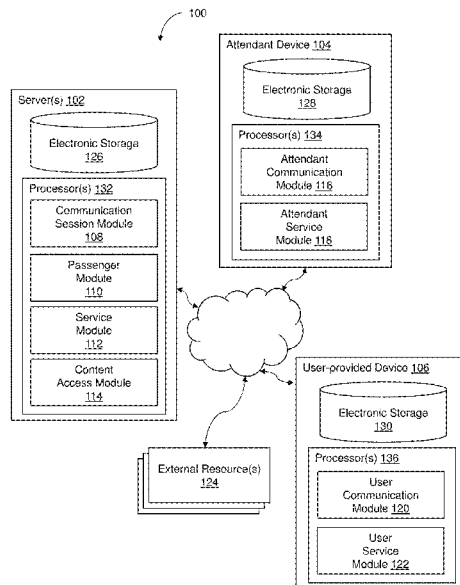 100
Server(s) 102
Electronic Storage
126
Processor(s) 132
Communication
Session Module
108
Passenger
Module
110
Service
Module
112
Content
Access Module
114
Attendant Device 104
Electronic Storage
128
Processor(s) 134
Attendant
Communication
Module 116
Attendant
Service
Module 118
External Resource(s)
124
User-provided Device 106
Electronic Storage
130
Processor(s) 136
User
Communication
Module 120
User
Service
Module 122